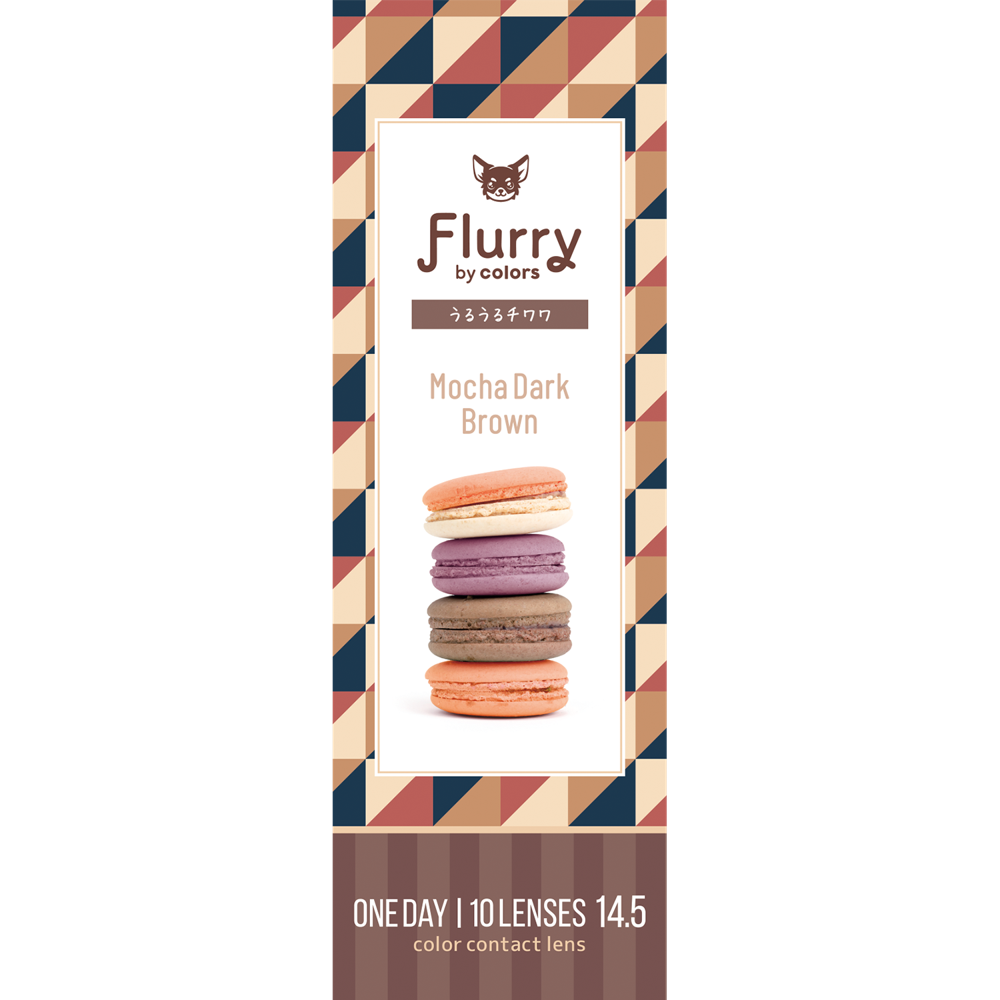 Flurry
by colors
うるうるチワワ
Mocha Dark
Brown
ONE DAY | 10 LENSES 14.5
color contact lens